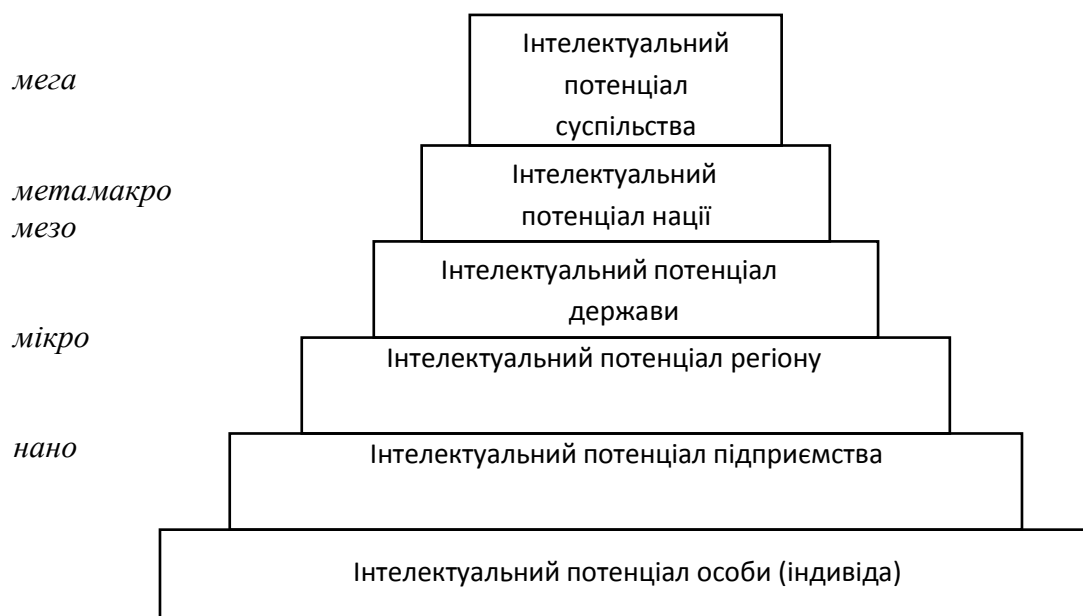 Інтелектуальний
потенціал
суспільства
мега
Інтелектуальний
потенціал нації
метамакро
мезо
Інтелектуальний потенціал
держави
мікро
Інтелектуальний потенціал регіону
нано
Інтелектуальний потенціал підприємства
Інтелектуальний потенціал особи (індивіда)